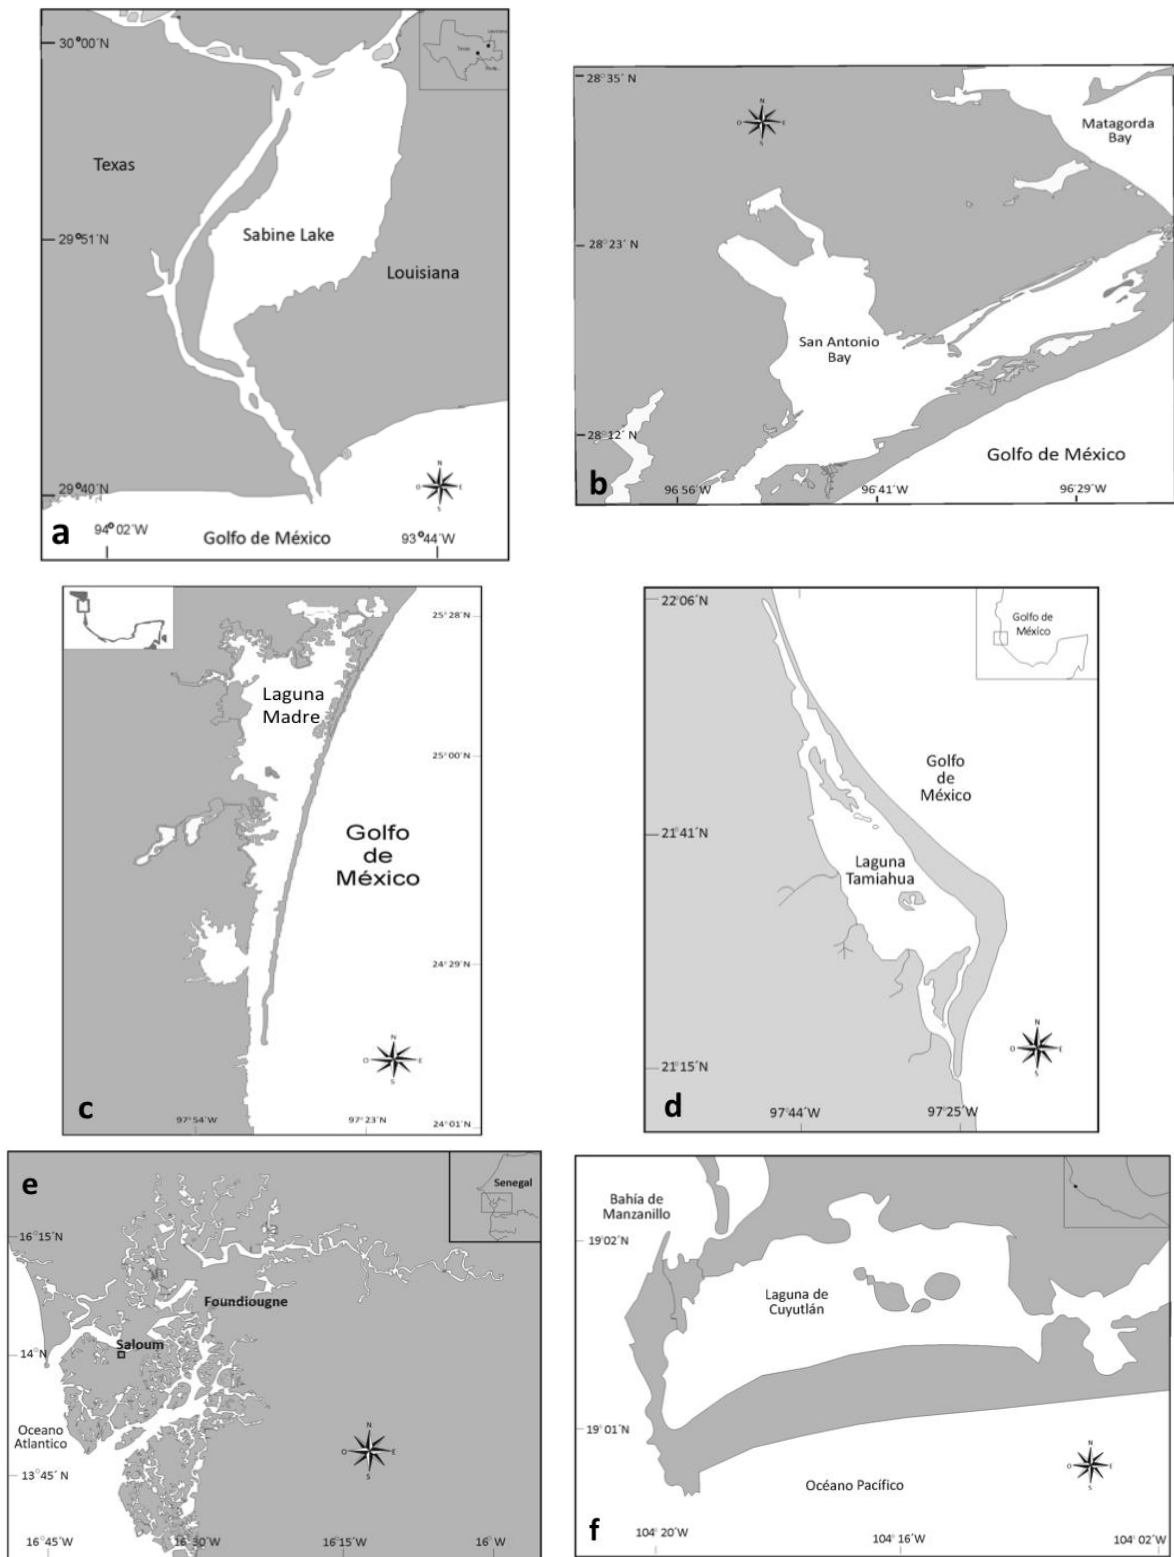 30°00'N
Texas
Louisiana
Texas
Sabine Lake
29°51'N
Louisiana
N
O
E
S
29°40'N
a
94°02'W
Golfo de México
93°44'W
28°35' N
N
O
E
S
Matagorda
Bay
28°23' N
San Antonio
Bay
28°12' N
Golfo de México
b
96°56'W
96°41'W
96°29'W
25°28'N
Laguna
Madre
25°00'N
Golfo
de
México
24°29'N
N
O
E
S
c
97°54'W
97°23'W
24°01'N
22°06'N
Golfo de
México
Golfo
de
México
21°41'N
Laguna
Tamiahua
N
O
E
S
21°15'N
d
97°44'W
97°25'W
e
Senegal
16°15'N
Foundiougne
Saloum
14°N
Oceano
Atlantico
N
O
E
S
13°45' N
16°45'W
16°30'W
16°15'W
16°W
Bahía de
Manzanillo
19°02'N
Laguna de
Cuyutlán
19°01'N
N
O
E
S
Océano Pacífico
f
104°20'W
104°16'W
104°02'W